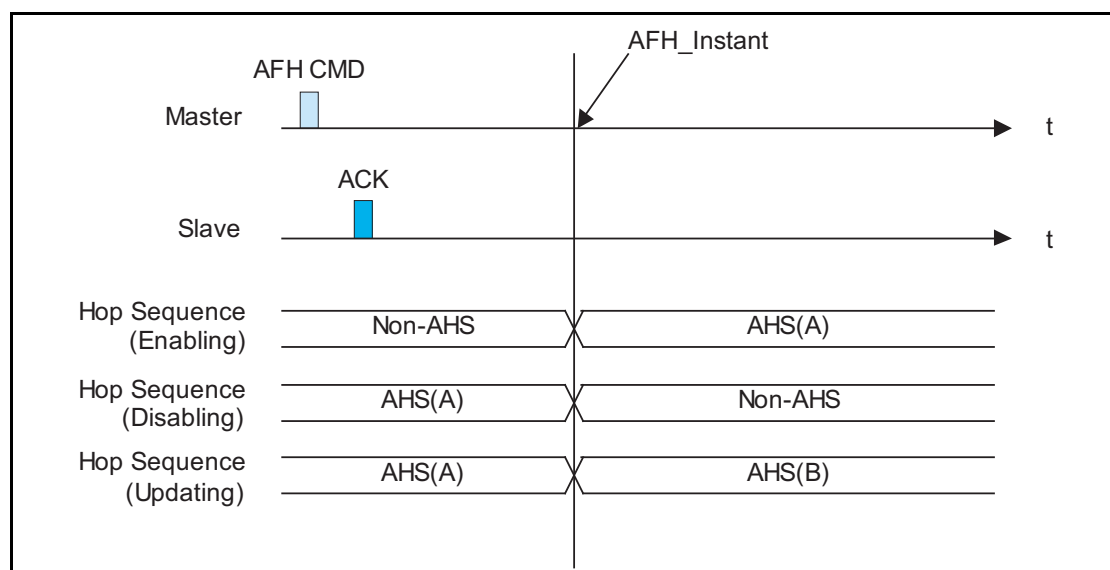 AFH_Instant
AFH CMD
Master
t
ACK
Slave
t
Hop Sequence
(Enabling)
Non-AHS
AHS(A)
Hop Sequence
(Disabling)
AHS(A)
Non-AHS
Hop Sequence
(Updating)
AHS(A)
AHS(B)